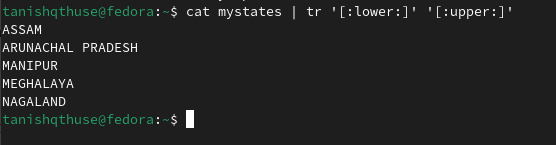 tanishqthuse@fedora:~$ cat mystates | tr '[:lower:]' '[:upper:]'
ASSAM
ARUNACHAL PRADESH
MANIPUR
MEGHALAYA
NAGALAND
tanishqthuse@fedora:~$